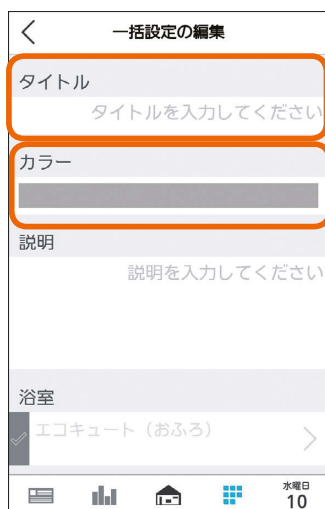 一括設定の編集
タイトル
タイトルを入力してください
カラー
説明
説明を入力してください
浴室
エコキュート（おふろ）
水曜日
10